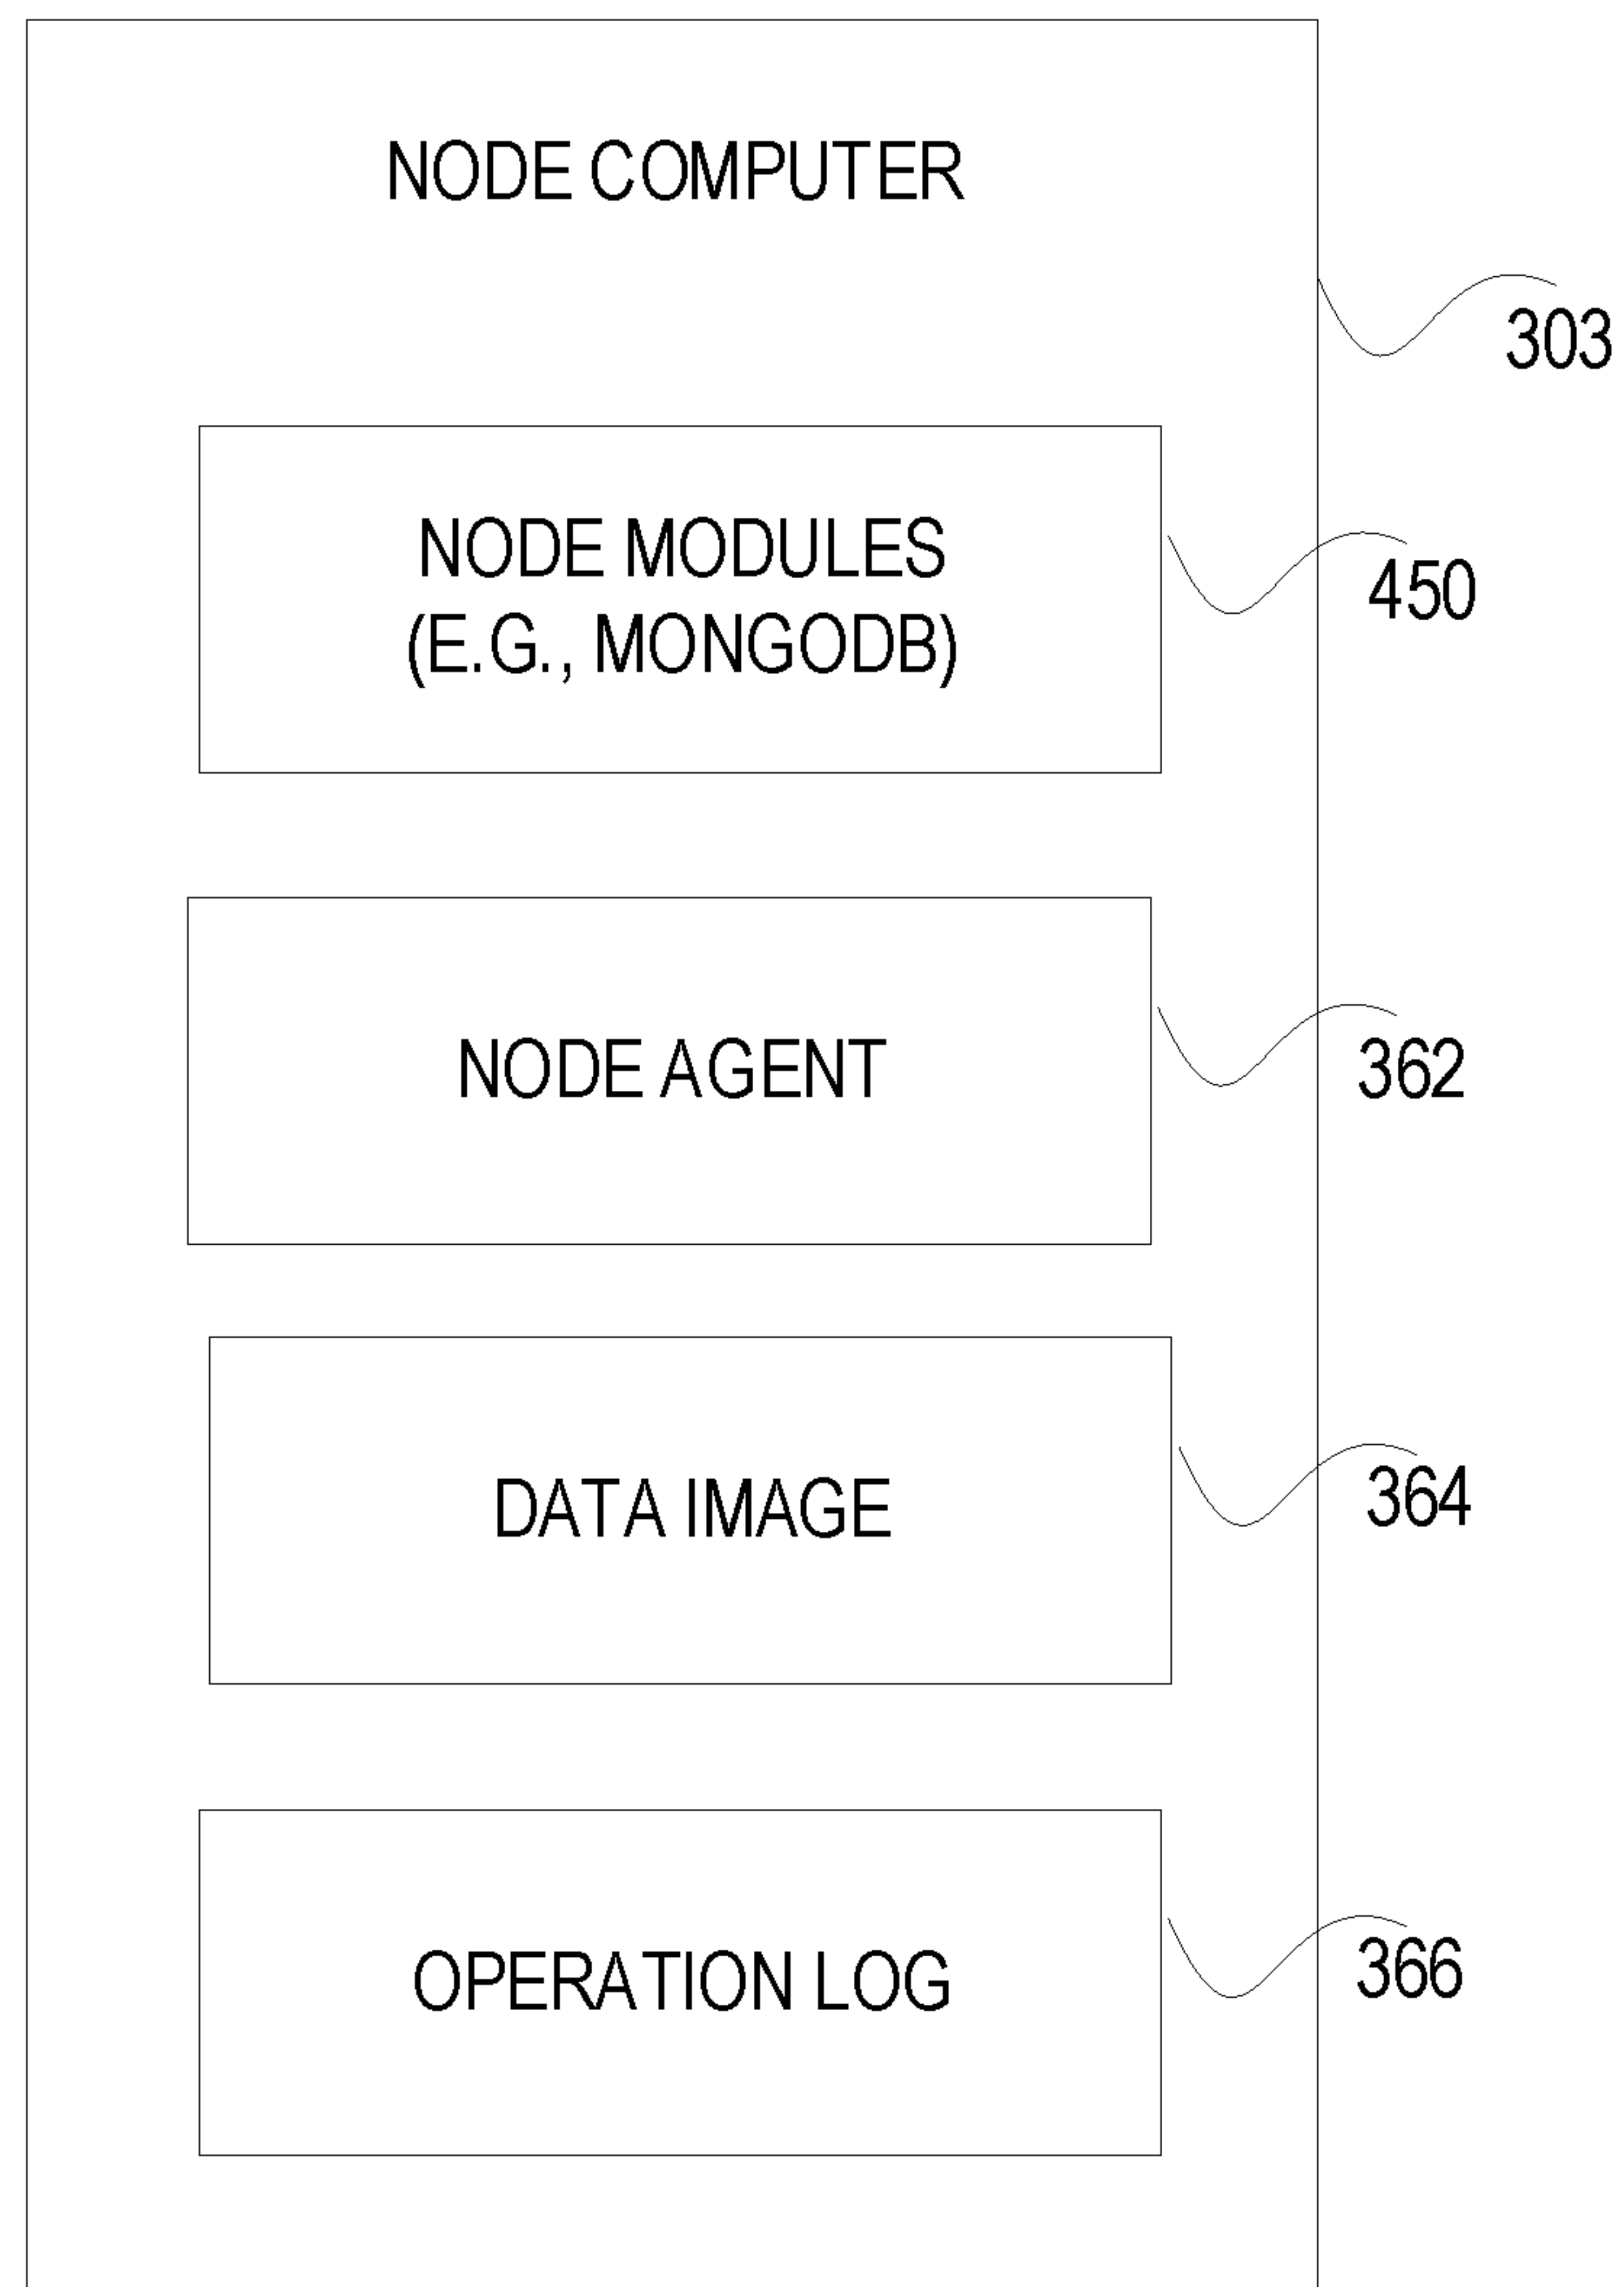 NODE COMPUTER
303
NODE MODULES
(E.G., MONGODB)
450
NODE AGENT
362
DATA IMAGE
364
OPERATION LOG
366